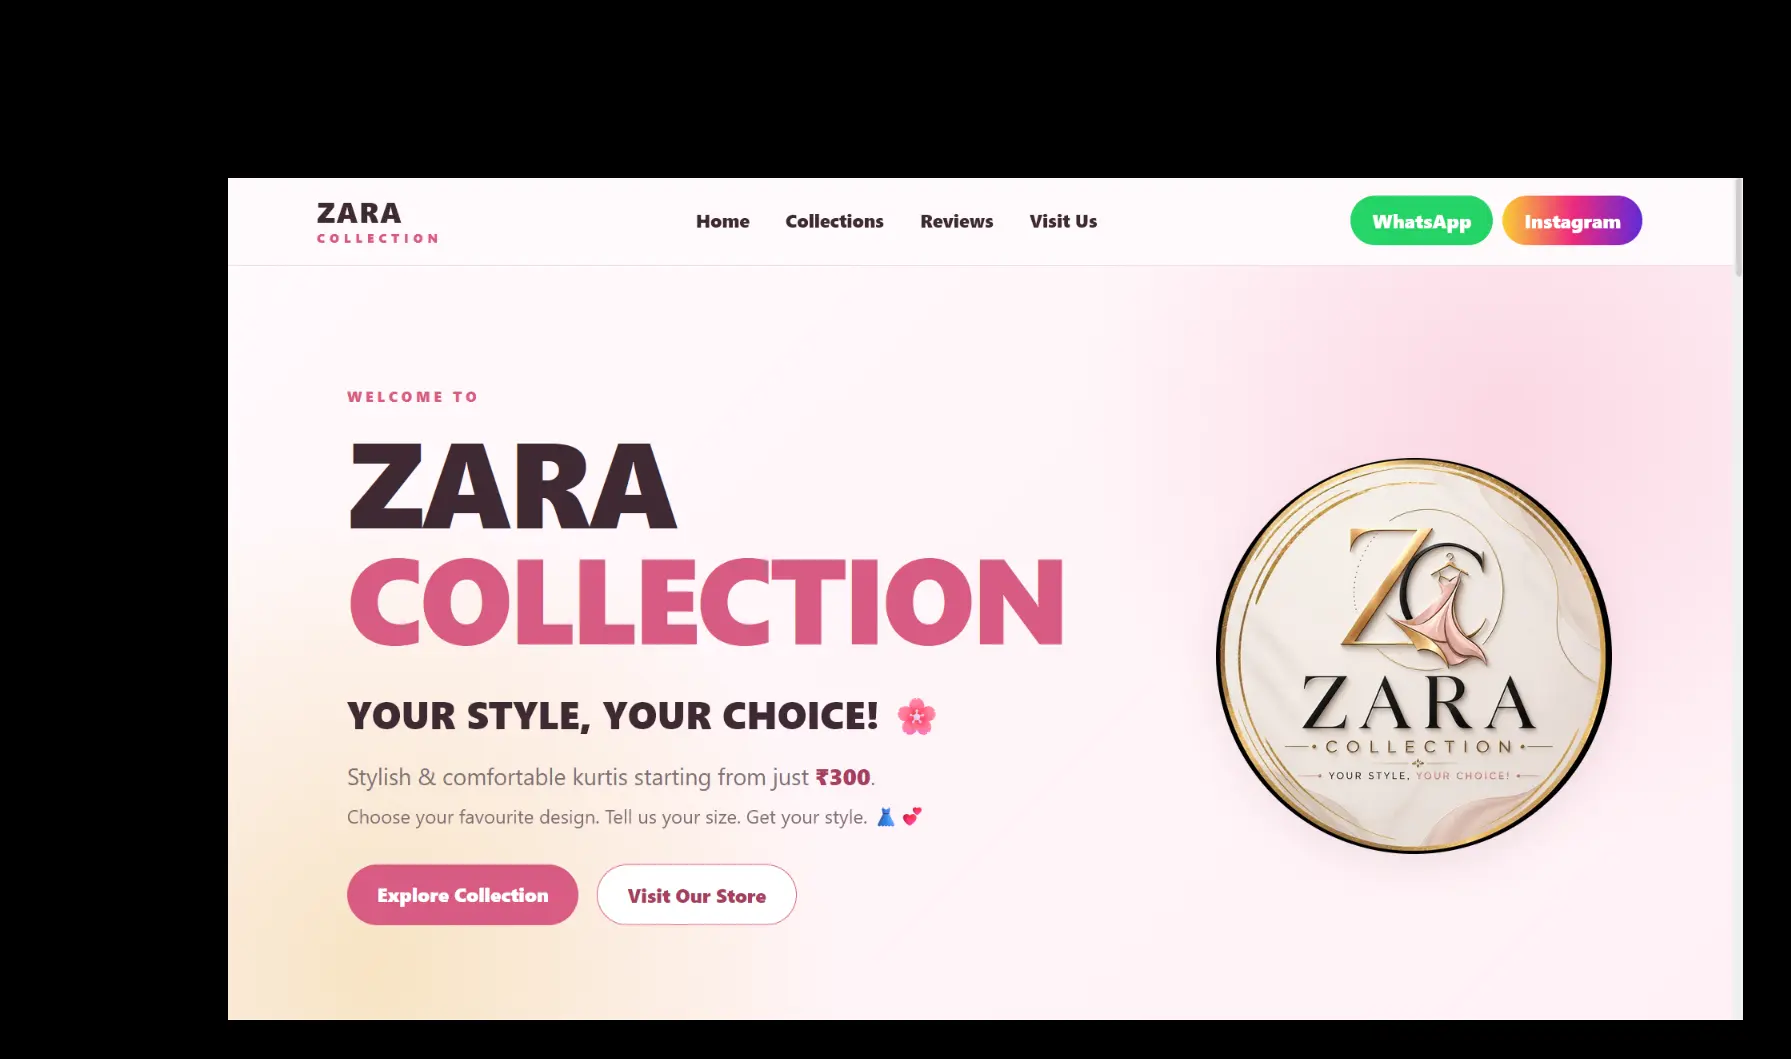 ZARA
COLLECTION
Home Collections Reviews Visit Us
WhatsApp Instagram
WELCOME TO
ZARA
COLLECTION
YOUR STYLE, YOUR CHOICE! 🌸
Stylish & comfortable kurtis starting from just ₹300.
Choose your favourite design. Tell us your size. Get your style. 👗 💕
Explore Collection Visit Our Store
ZC
ZARA
COLLECTION
YOUR STYLE, YOUR CHOICE!